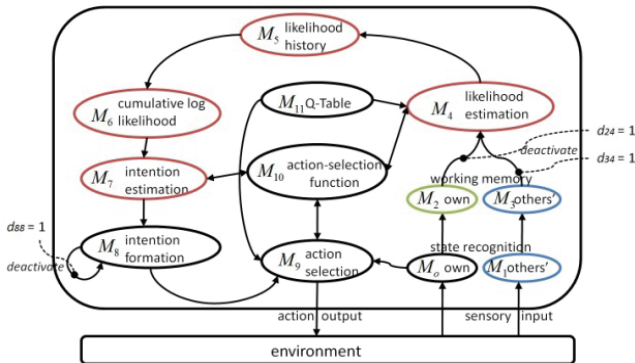 M5 likelihood
history
M6 cumulative log
likelihood
M11 Q-Table
M4 likelihood
estimation
d24 = 1
deactivate
d34 = 1
M7 intention
estimation
M10 action-selection
function
working memory
M2 own
M3 others'
d88 = 1
deactivate
M8 intention
formation
state recognition
M9 action
selection
Mo own
M1 others'
action output
sensory input
environment